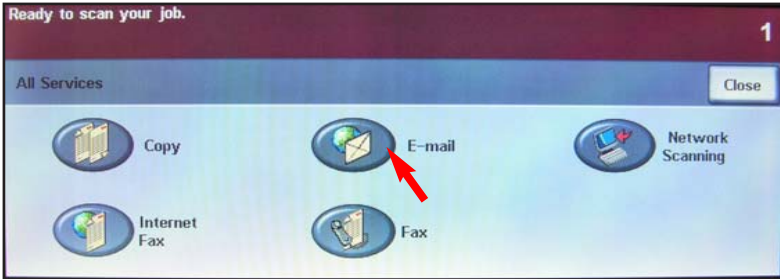 Ready to scan your job.
1
All Services
Close
Copy
E-mail
Network
Scanning
Internet
Fax
Fax